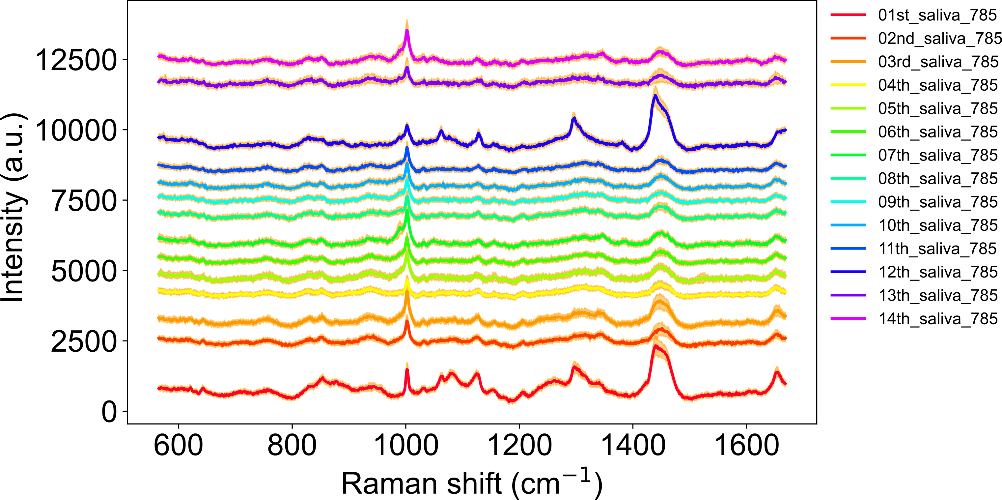 12500
10000
7500
5000
2500
0
Intensity (a.u.)
600 800 1000 1200 1400 1600
Raman shift (cm⁻¹)
01st_saliva_785
02nd_saliva_785
03rd_saliva_785
04th_saliva_785
05th_saliva_785
06th_saliva_785
07th_saliva_785
08th_saliva_785
09th_saliva_785
10th_saliva_785
11th_saliva_785
12th_saliva_785
13th_saliva_785
14th_saliva_785